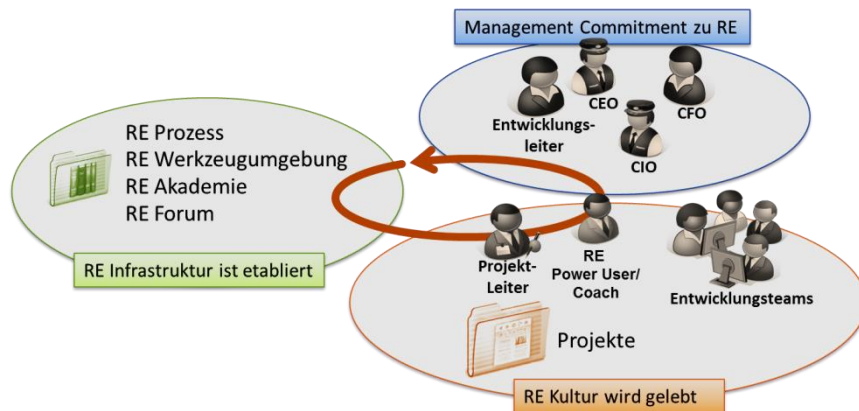 Management Commitment zu RE
CEO
Entwicklungs-
leiter
CFO
CIO
RE Prozess
RE Werkzeugumgebung
RE Akademie
RE Forum
RE Infrastruktur ist etabliert
Projekt-
Leiter
RE
Power User/
Coach
Entwicklungsteams
Projekte
RE Kultur wird gelebt